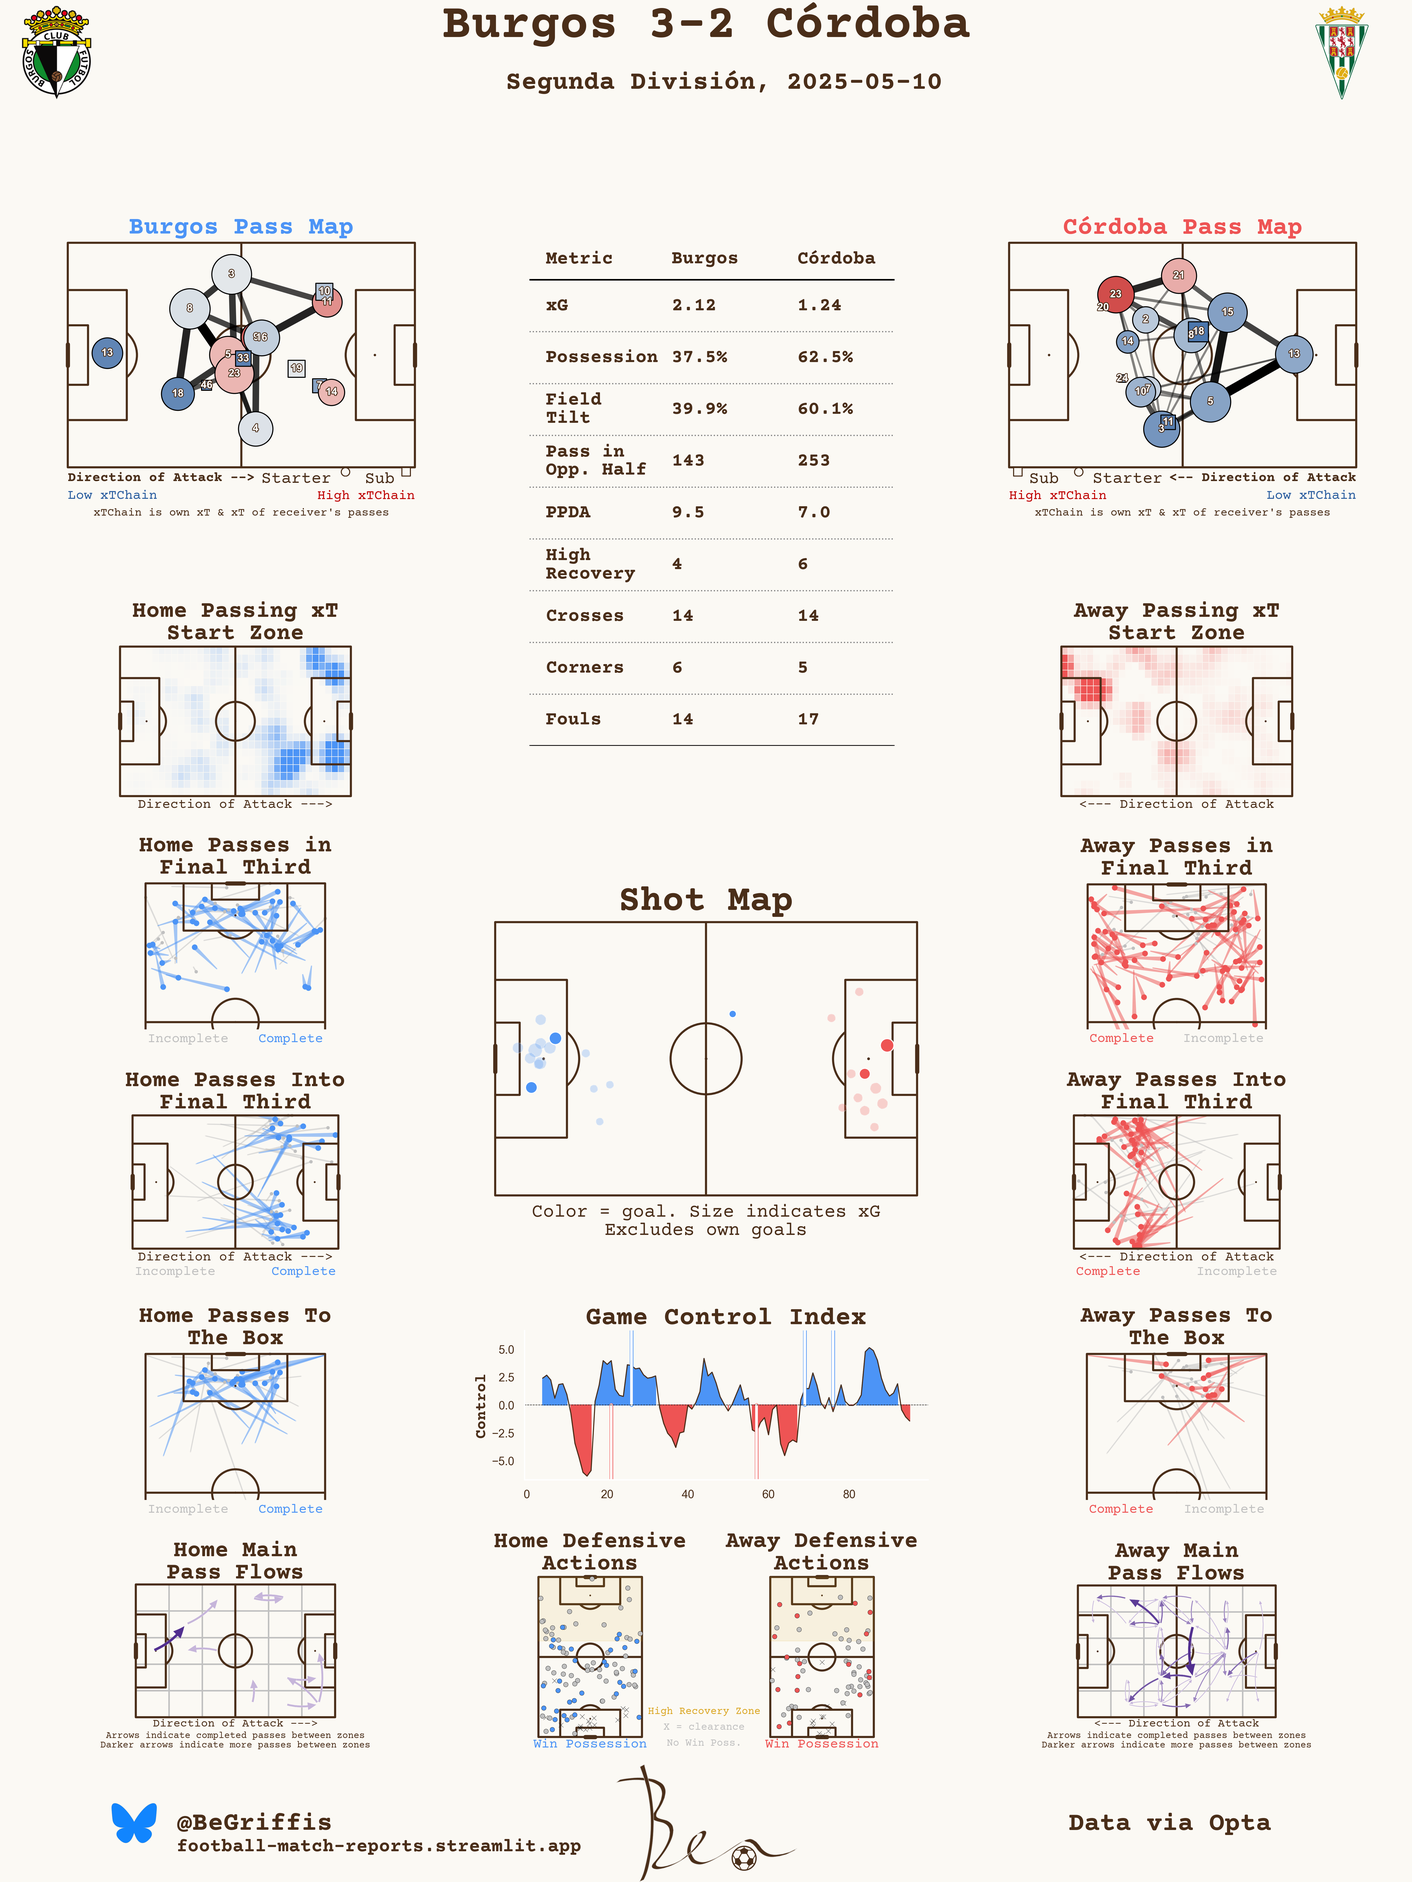 Burgos 3-2 Córdoba
Segunda División, 2025-05-10
CLUB
BURGOS
FUTBOL
Burgos Pass Map
3
8
10
11
9
16
13
5
33
23
19
46
7
14
18
4
Direction of Attack --> Starter Sub
Low xTChain High xTChain
xTChain is own xT & xT of receiver's passes
Metric Burgos Córdoba
xG 2.12 1.24
Possession 37.5% 62.5%
Field
Tilt 39.9% 60.1%
Pass in
Opp. Half 143 253
PPDA 9.5 7.0
High
Recovery 4 6
Crosses 14 14
Corners 6 5
Fouls 14 17
Córdoba Pass Map
21
23
20
2
15
8
18
14
13
24
10
7
5
11
3
Sub Starter <-- Direction of Attack
High xTChain Low xTChain
xTChain is own xT & xT of receiver's passes
Home Passing xT
Start Zone
Direction of Attack --->
Away Passing xT
Start Zone
<--- Direction of Attack
Home Passes in
Final Third
Incomplete Complete
Away Passes in
Final Third
Complete Incomplete
Shot Map
Color = goal. Size indicates xG
Excludes own goals
Home Passes Into
Final Third
Direction of Attack --->
Incomplete Complete
Away Passes Into
Final Third
<--- Direction of Attack
Complete Incomplete
Home Passes To
The Box
Incomplete Complete
Game Control Index
Control
5.0
2.5
0.0
−2.5
−5.0
0 20 40 60 80
Away Passes To
The Box
Complete Incomplete
Home Main
Pass Flows
Direction of Attack --->
Arrows indicate completed passes between zones
Darker arrows indicate more passes between zones
Home Defensive
Actions
Win Possession
Away Defensive
Actions
Win Possession
High Recovery Zone
X = clearance
No Win Poss.
Away Main
Pass Flows
<--- Direction of Attack
Arrows indicate completed passes between zones
Darker arrows indicate more passes between zones
@BeGriffis
football-match-reports.streamlit.app
Ben
Data via Opta